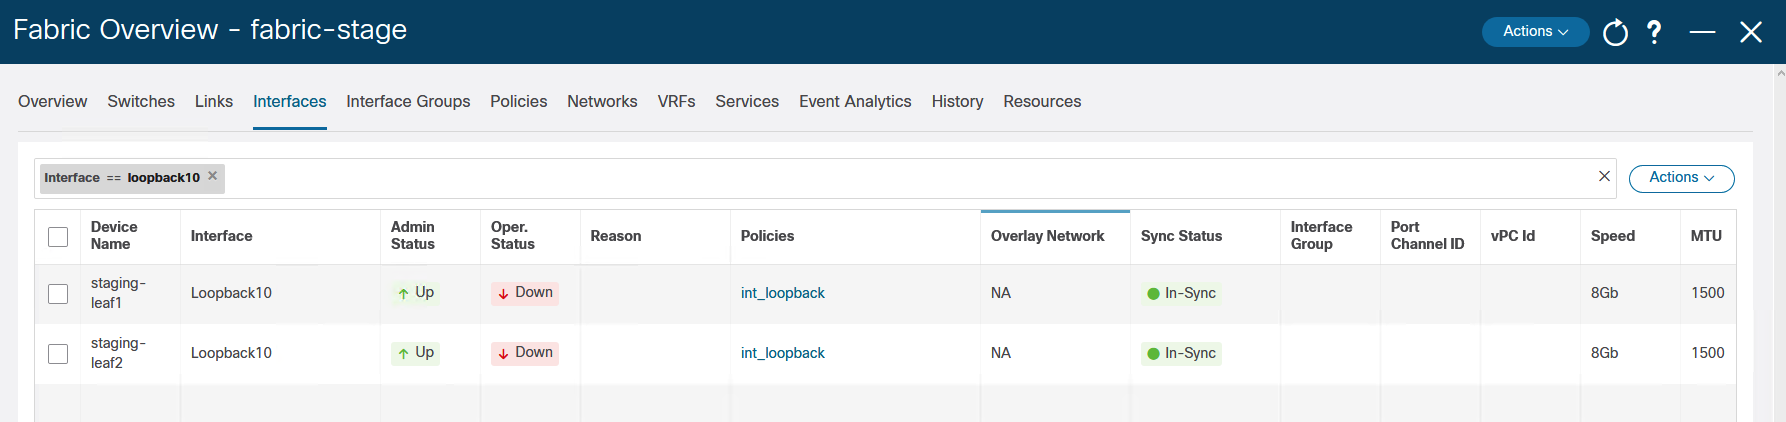 Fabric Overview - fabric-stage
Actions
?
Overview Switches Links Interfaces Interface Groups Policies Networks VRFs Services Event Analytics History Resources
Interface == loopback10
Actions
Device Name Interface Admin Status Oper. Status Reason Policies Overlay Network Sync Status Interface Group Port Channel ID vPC Id Speed MTU
staging-leaf1 Loopback10 Up Down int_loopback NA In-Sync 8Gb 1500
staging-leaf2 Loopback10 Up Down int_loopback NA In-Sync 8Gb 1500